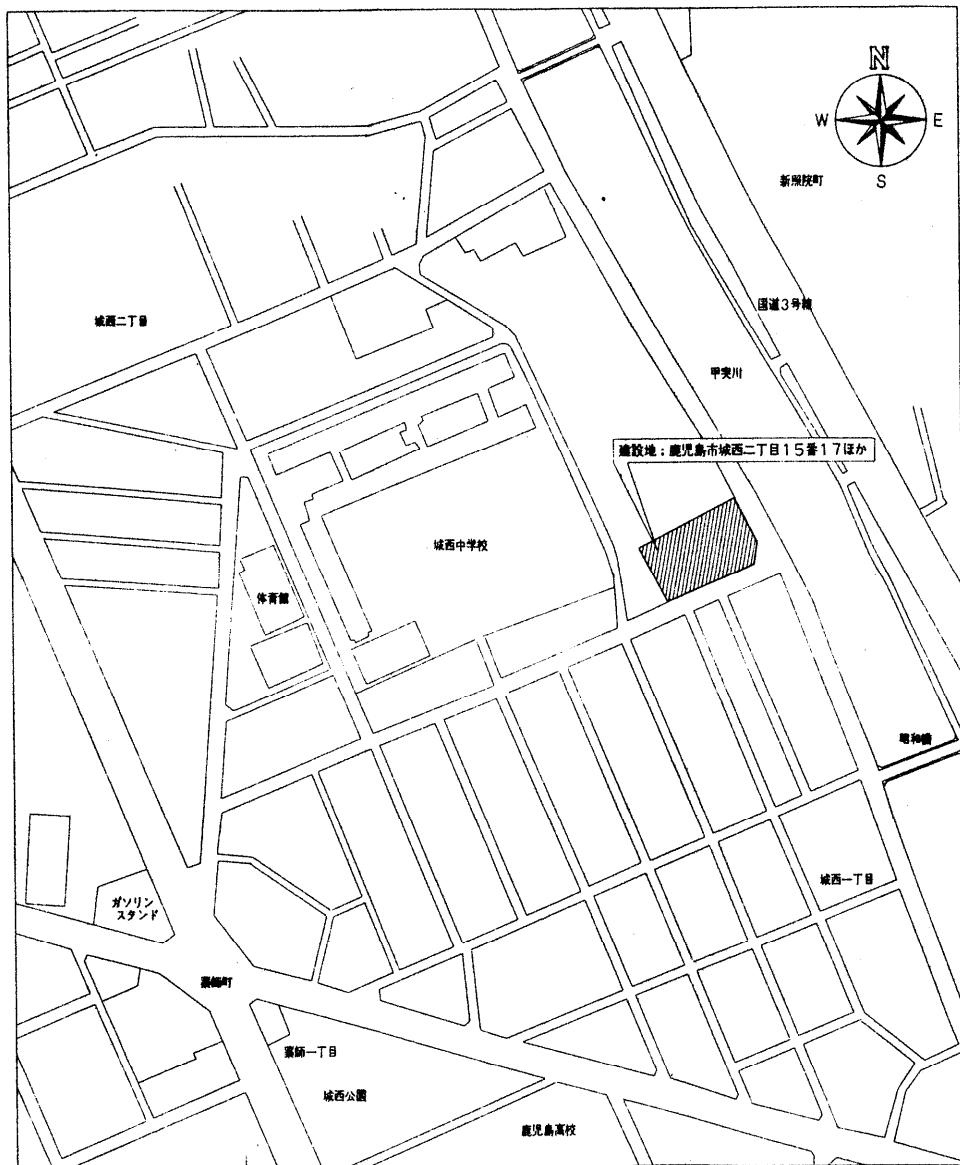 N
W E
S
新照院町
国道3号線
城西二丁目
甲突川
建設地：鹿児島市城西二丁目15番17ほか
城西中学校
体育館
昭和橋
城西一丁目
ガソリン
スタンド
薬師町
薬師一丁目
城西公園
鹿児島高校